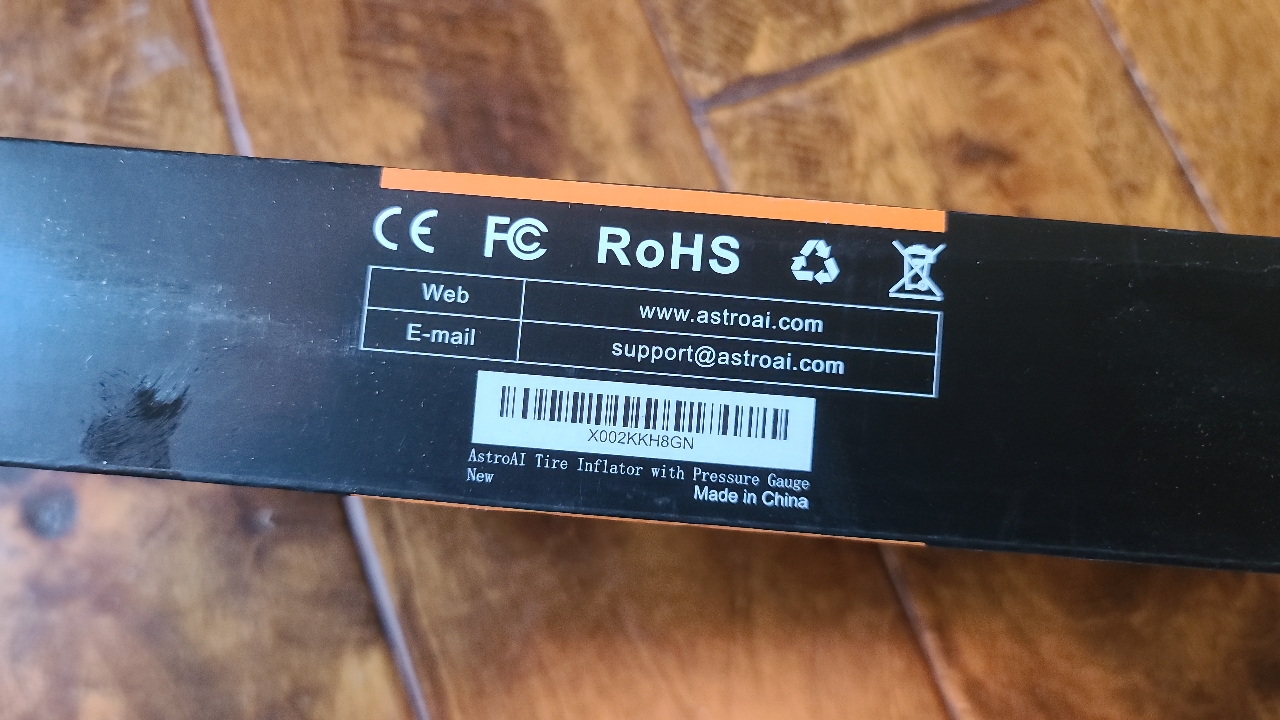 CE FC RoHS
Web www.astroai.com
E-mail support@astroai.com
X002KKH8GN
AstroAI Tire Inflator with Pressure Gauge
New
Made in China